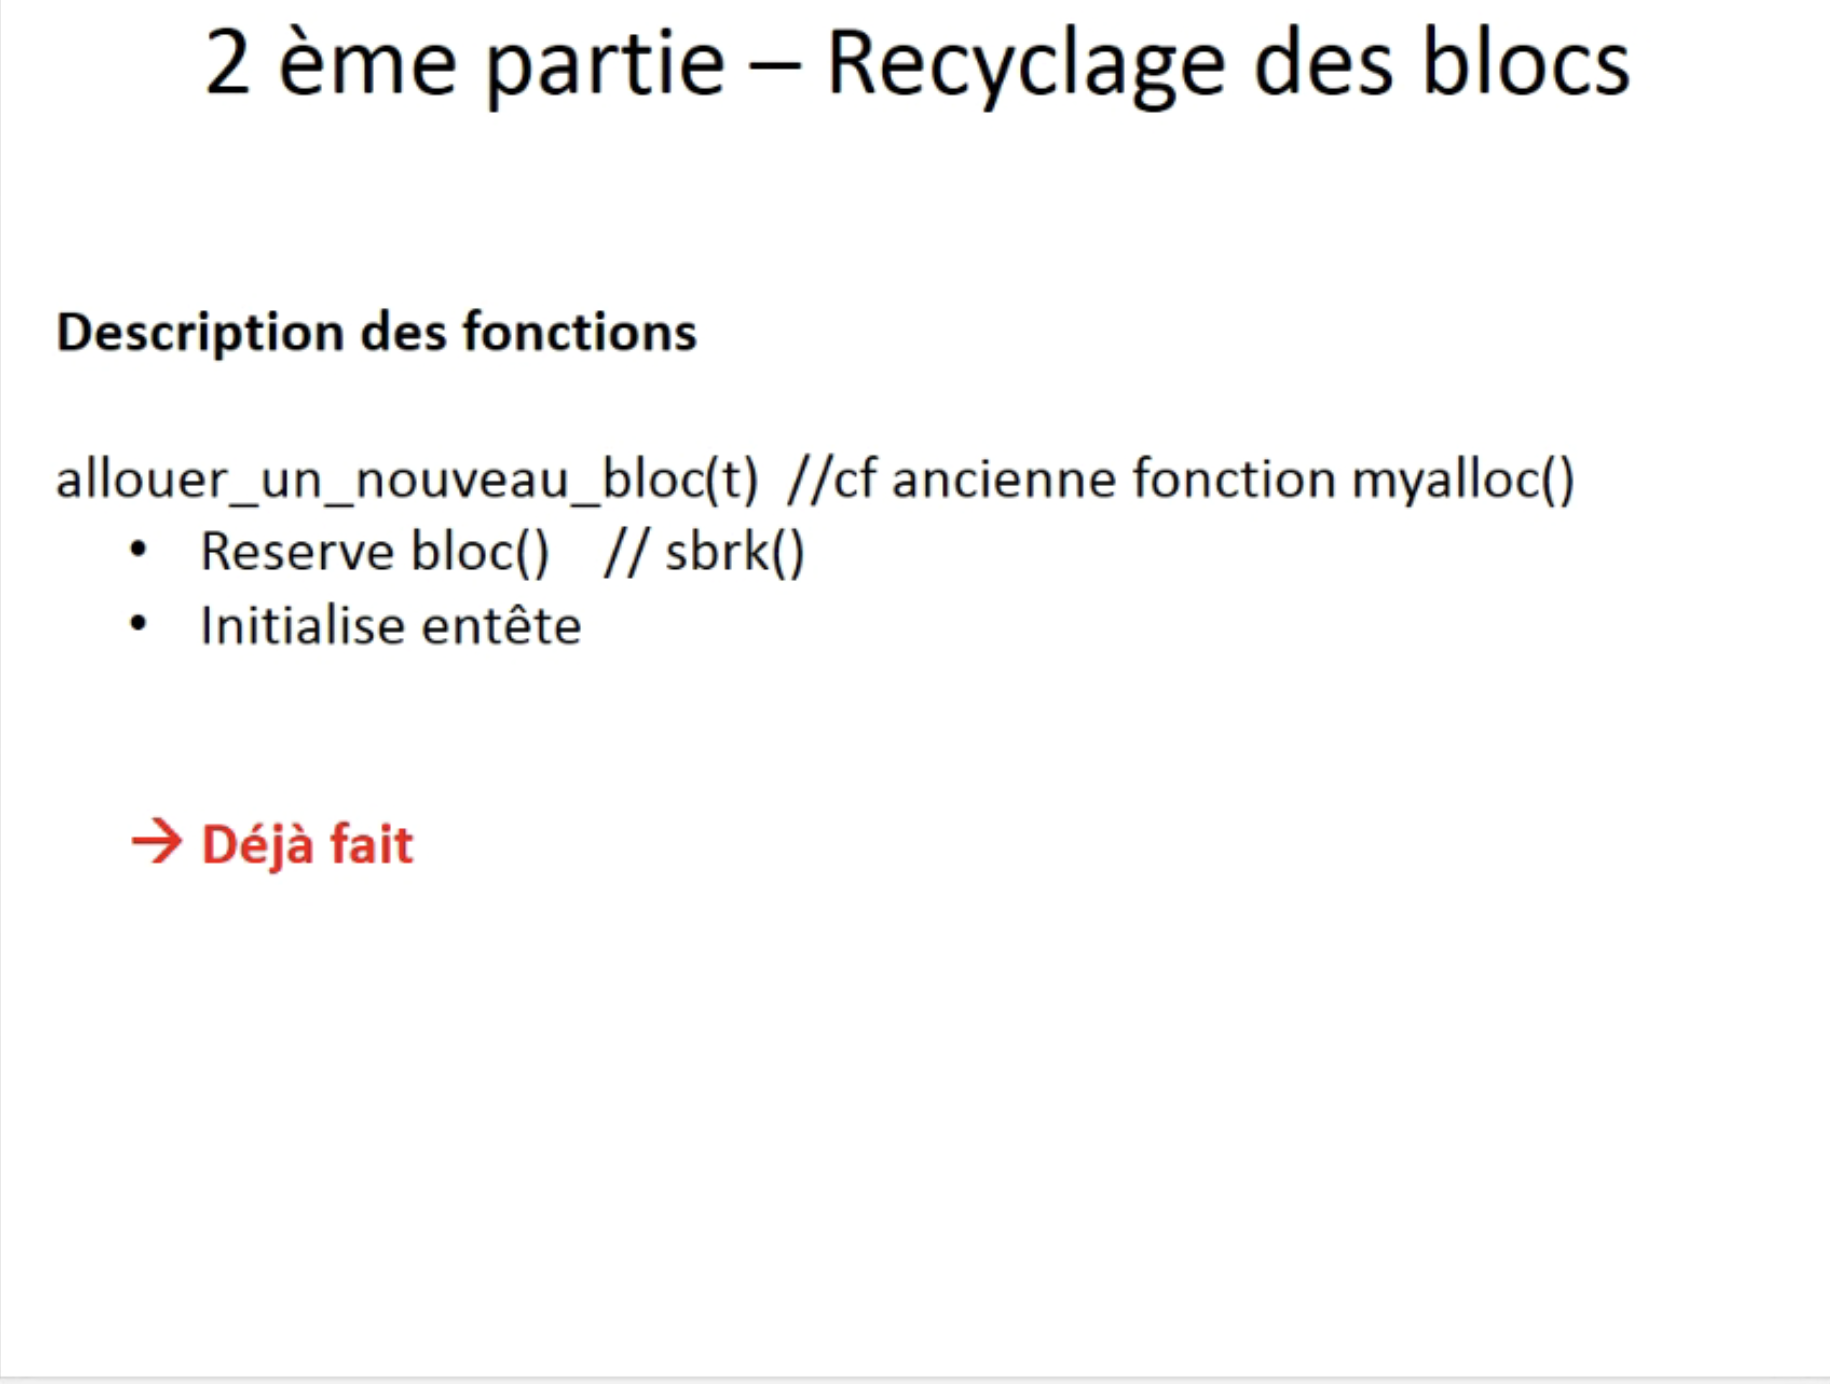 2 ème partie – Recyclage des blocs
Description des fonctions
allouer_un_nouveau_bloc(t) //cf ancienne fonction myalloc()
• Reserve bloc() // sbrk()
• Initialise entête
→ Déjà fait